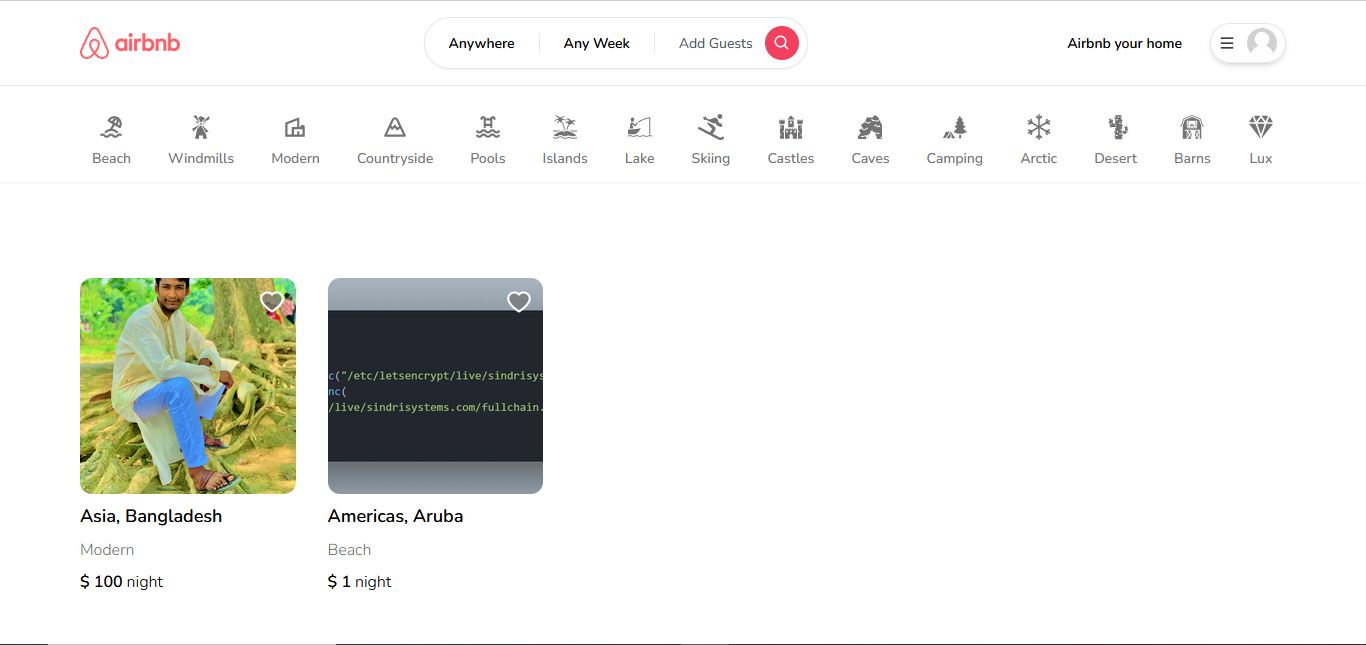 airbnb
Anywhere
Any Week
Add Guests
Airbnb your home
Beach
Windmills
Modern
Countryside
Pools
Islands
Lake
Skiing
Castles
Caves
Camping
Arctic
Desert
Barns
Lux
c("/etc/letsencrypt/live/sindrisys
nc(
/live/sindrisystems.com/fullchain.
Asia, Bangladesh
Modern
$ 100 night
Americas, Aruba
Beach
$ 1 night